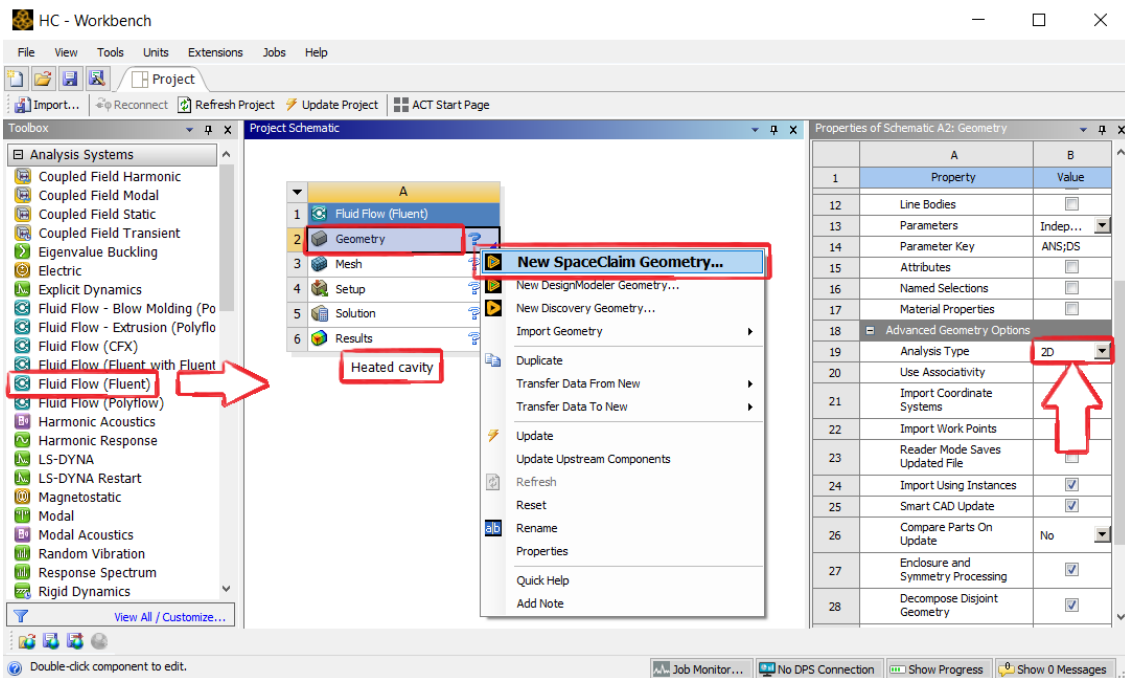 HC - Workbench
File View Tools Units Extensions Jobs Help
Project
Import... Reconnect Refresh Project Update Project ACT Start Page
Toolbox
Analysis Systems
Coupled Field Harmonic
Coupled Field Modal
Coupled Field Static
Coupled Field Transient
Eigenvalue Buckling
Electric
Explicit Dynamics
Fluid Flow - Blow Molding (Po
Fluid Flow - Extrusion (Polyflo
Fluid Flow (CFX)
Fluid Flow (Fluent with Fluent
Fluid Flow (Fluent)
Fluid Flow (Polyflow)
Harmonic Acoustics
Harmonic Response
LS-DYNA
LS-DYNA Restart
Magnetostatic
Modal
Modal Acoustics
Random Vibration
Response Spectrum
Rigid Dynamics
View All / Customize...
Project Schematic
A
1 Fluid Flow (Fluent)
2 Geometry ?
3 Mesh ?
4 Setup ?
5 Solution ?
6 Results ?
Heated cavity
New SpaceClaim Geometry...
New DesignModeler Geometry...
New Discovery Geometry...
Import Geometry
Duplicate
Transfer Data From New
Transfer Data To New
Update
Update Upstream Components
Refresh
Reset
a|b Rename
Properties
Quick Help
Add Note
Properties of Schematic A2: Geometry
A B
1 Property Value
12 Line Bodies
13 Parameters Indep...
14 Parameter Key ANS;DS
15 Attributes
16 Named Selections
17 Material Properties
18 Advanced Geometry Options
19 Analysis Type 2D
20 Use Associativity
21 Import Coordinate
Systems
22 Import Work Points
23 Reader Mode Saves
Updated File
24 Import Using Instances
25 Smart CAD Update
26 Compare Parts On
Update No
27 Enclosure and
Symmetry Processing
28 Decompose Disjoint
Geometry
Double-click component to edit.
Job Monitor... No DPS Connection Show Progress Show 0 Messages